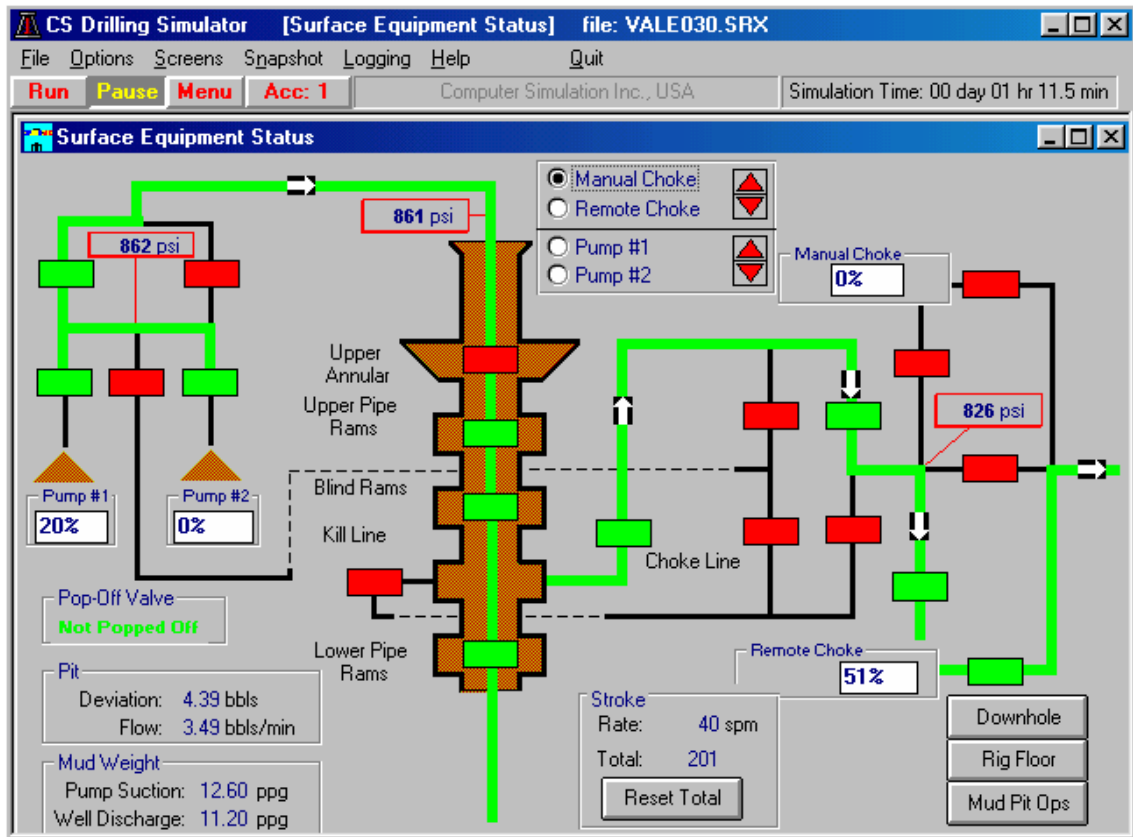 CS Drilling Simulator [Surface Equipment Status] file: VALE030.SRX
File Options Screens Snapshot Logging Help Quit
Run Pause Menu Acc: 1 Computer Simulation Inc., USA Simulation Time: 00 day 01 hr 11.5 min
Surface Equipment Status
Manual Choke
Remote Choke
Pump #1
Pump #2
861 psi
862 psi
Manual Choke
0%
Upper Annular
Upper Pipe Rams
826 psi
Blind Rams
Pump #1
20%
Pump #2
0%
Kill Line
Choke Line
Pop-Off Valve
Not Popped Off
Lower Pipe Rams
Remote Choke
51%
Pit
Deviation: 4.39 bbls
Flow: 3.49 bbls/min
Stroke
Rate: 40 spm
Total: 201
Reset Total
Downhole
Rig Floor
Mud Pit Ops
Mud Weight
Pump Suction: 12.60 ppg
Well Discharge: 11.20 ppg